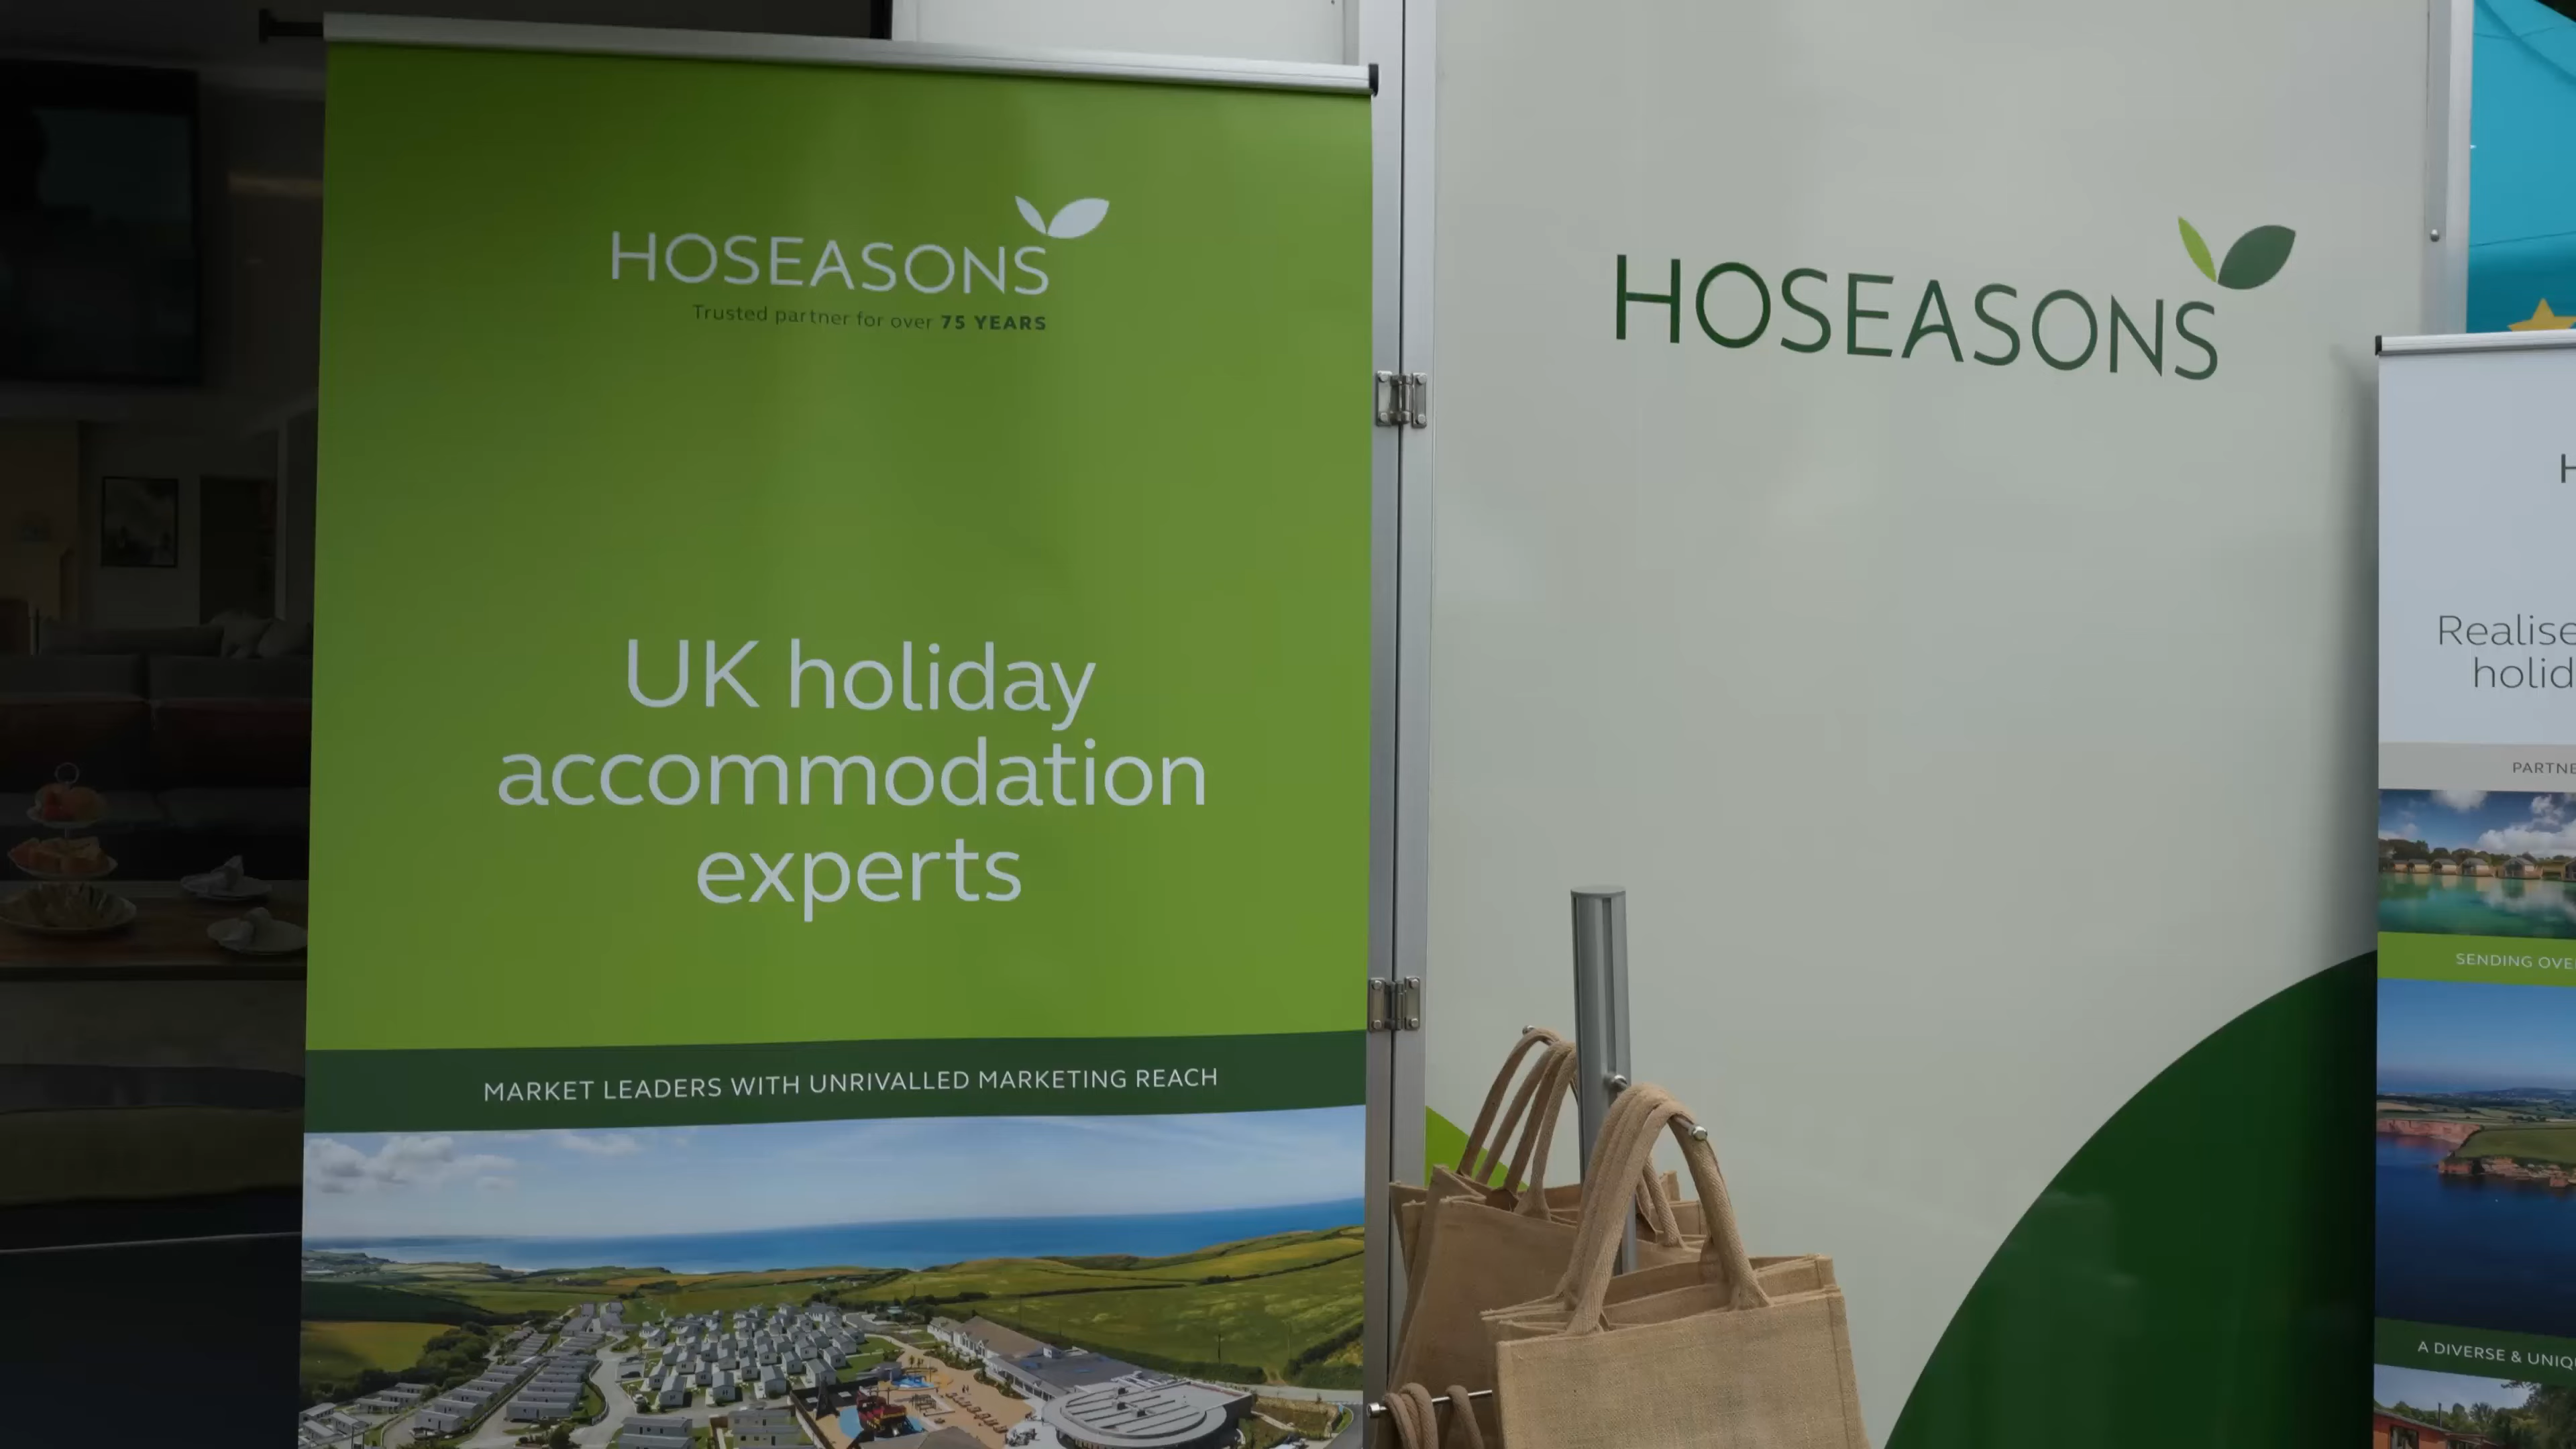 HOSEASONS
Trusted partner for over 75 YEARS
UK holiday
accommodation
experts
MARKET LEADERS WITH UNRIVALLED MARKETING REACH
HOSEASONS
H
Realise
holid
PARTNE
SENDING OVE
A DIVERSE & UNIQ